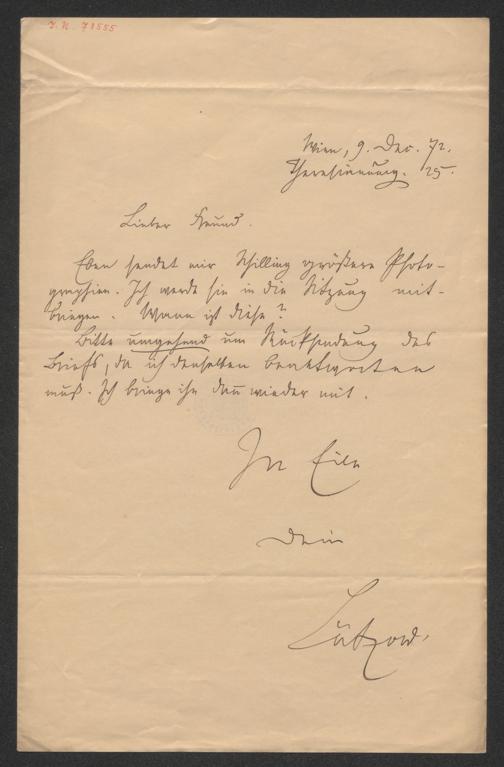 J. N. 78555
Wien, 9. Dec. 72.
Theresianumg. 25.
Lieber Freund.
Eben sendet mir Schilling größere Photo-
graphien. Ich werde sie in die Sitzung mit-
bringen. Wann ist diese?
Bitte umgehend um Rücksendung des
Briefs, da ich denselben beantworten
muß. Ich bringe ihn dann wieder mit.
In Eile
Dein
Lützow.